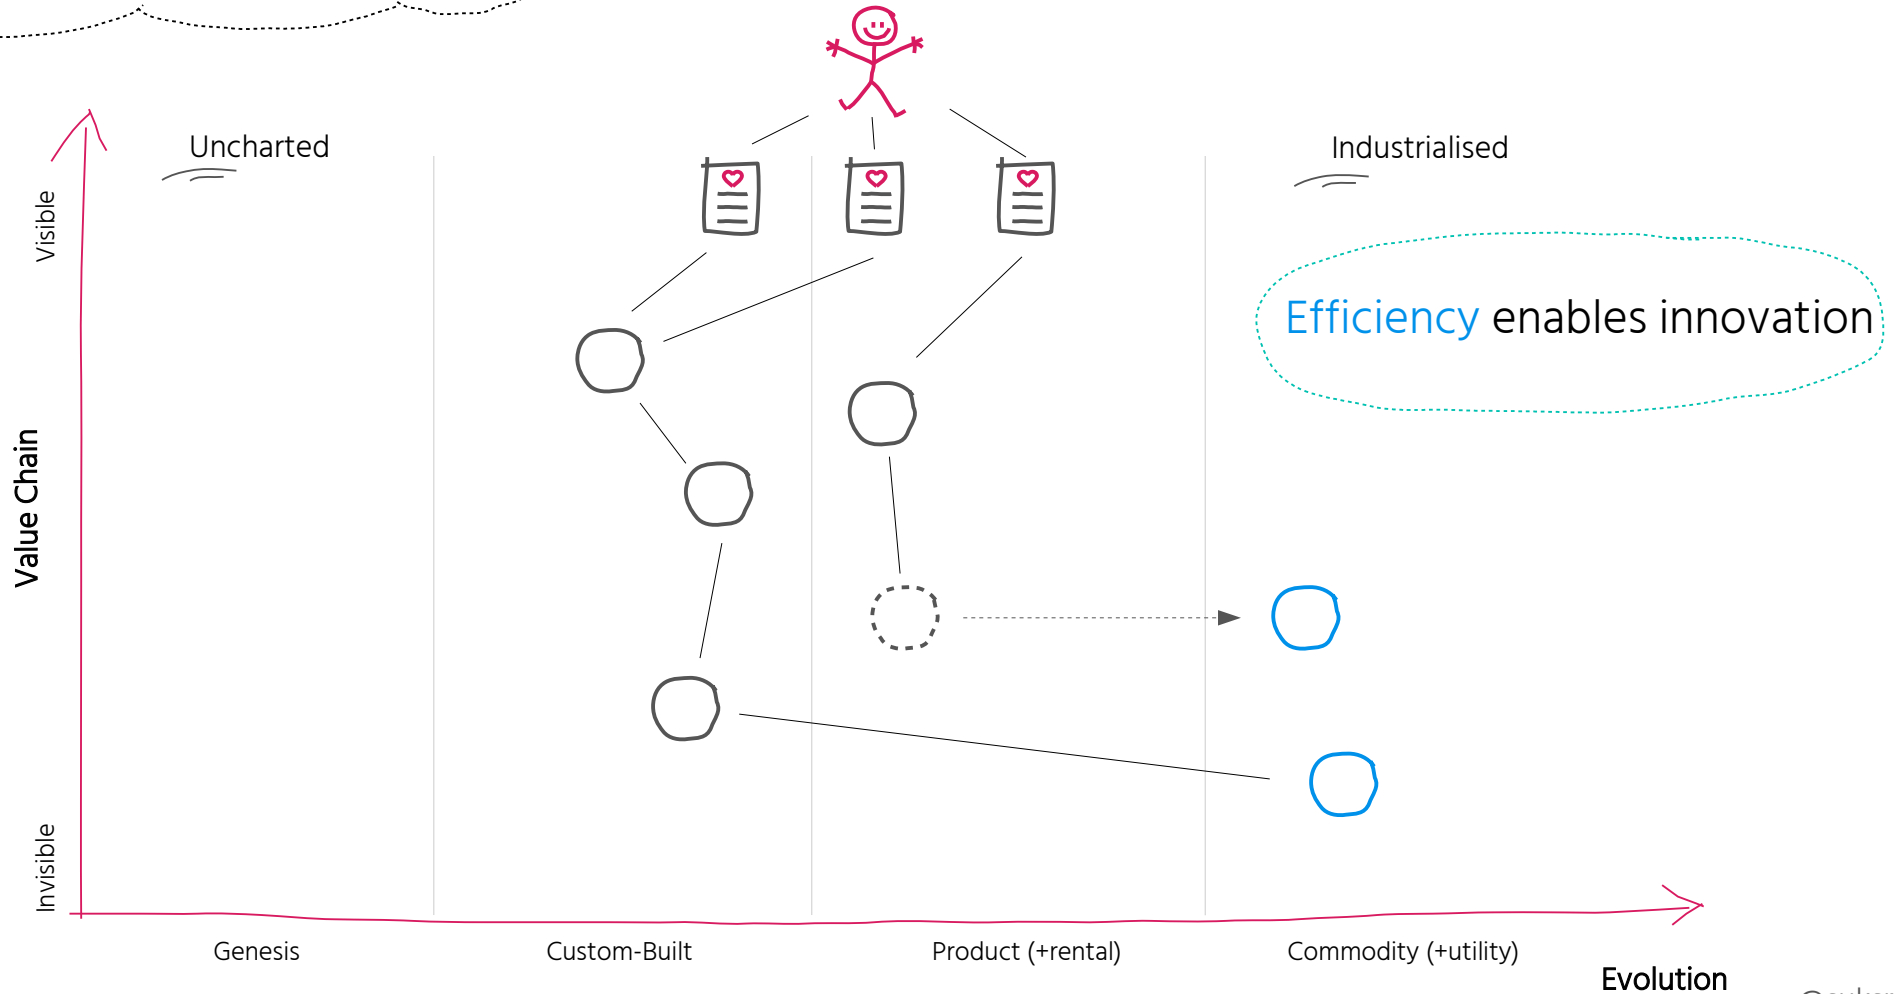 Uncharted
Industrialised
Visible
Efficiency enables innovation
Value Chain
Invisible
Genesis
Custom-Built
Product (+rental)
Commodity (+utility)
Evolution